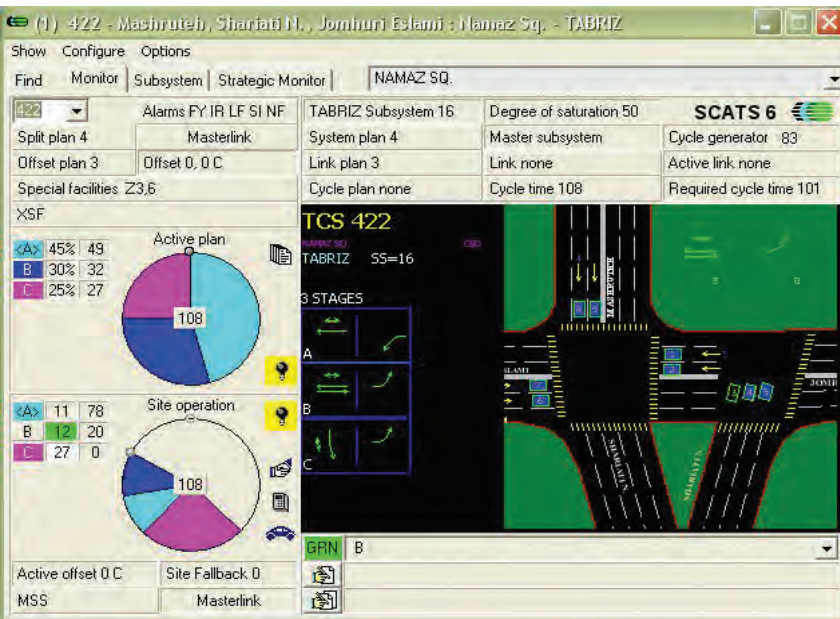 (1) 422 - Mashruteh, Shariati N., Jomhuri Eslami : Namaz Sq. - TABRIZ
Show Configure Options
Find Monitor Subsystem Strategic Monitor NAMAZ SQ.
422 Alarms FY IR LF SI NF TABRIZ Subsystem 16 Degree of saturation 50 SCATS 6
Split plan 4 Masterlink System plan 4 Master subsystem Cycle generator 83
Offset plan 3 Offset 0, 0 C Link plan 3 Link none Active link none
Special facilities Z3,6 Cycle plan none Cycle time 108 Required cycle time 101
XSF
TCS 422
NAMAZ SQ.
TABRIZ SS=16
3 STAGES
A
B
C
MASHRUTEH
SLAMI
JOMH
SHARIATI S.
SHARIATI N.
Active plan
<A> 45% 49
B 30% 32
C 25% 27
108
Site operation
<A> 11 78
B 12 20
C 27 0
108
GRN B
Active offset 0 C Site Fallback 0
MSS Masterlink